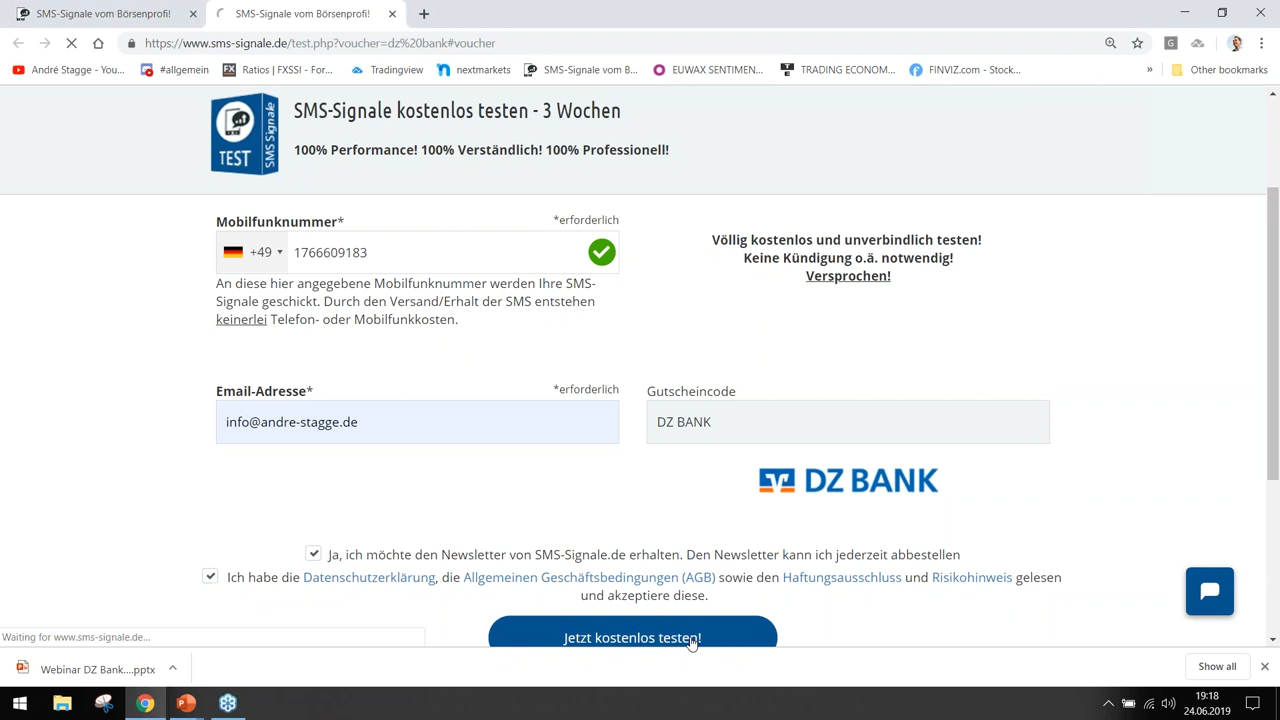 SMS-Signale vom Börsenprofi!
SMS-Signale vom Börsenprofi!
https://www.sms-signale.de/test.php?voucher=dz%20bank#voucher
André Stagge - You...
#allgemein
FX
Ratios | FXSSI - For...
Tradingview
nextmarkets
SMS-Signale vom B...
EUWAX SENTIMEN...
TRADING ECONOM...
FINVIZ.com - Stock...
»
Other bookmarks
TEST
SMS Signale
SMS-Signale kostenlos testen - 3 Wochen
100% Performance! 100% Verständlich! 100% Professionell!
Mobilfunknummer*
*erforderlich
+49
1766609183
An diese hier angegebene Mobilfunknummer werden Ihre SMS-
Signale geschickt. Durch den Versand/Erhalt der SMS entstehen
keinerlei Telefon- oder Mobilfunkkosten.
Völlig kostenlos und unverbindlich testen!
Keine Kündigung o.ä. notwendig!
Versprochen!
Email-Adresse*
*erforderlich
info@andre-stagge.de
Gutscheincode
DZ BANK
DZ BANK
Ja, ich möchte den Newsletter von SMS-Signale.de erhalten. Den Newsletter kann ich jederzeit abbestellen
Ich habe die Datenschutzerklärung, die Allgemeinen Geschäftsbedingungen (AGB) sowie den Haftungsausschluss und Risikohinweis gelesen
und akzeptiere diese.
Jetzt kostenlos testen!
Waiting for www.sms-signale.de...
Webinar DZ Bank....pptx
Show all
19:18
24.06.2019